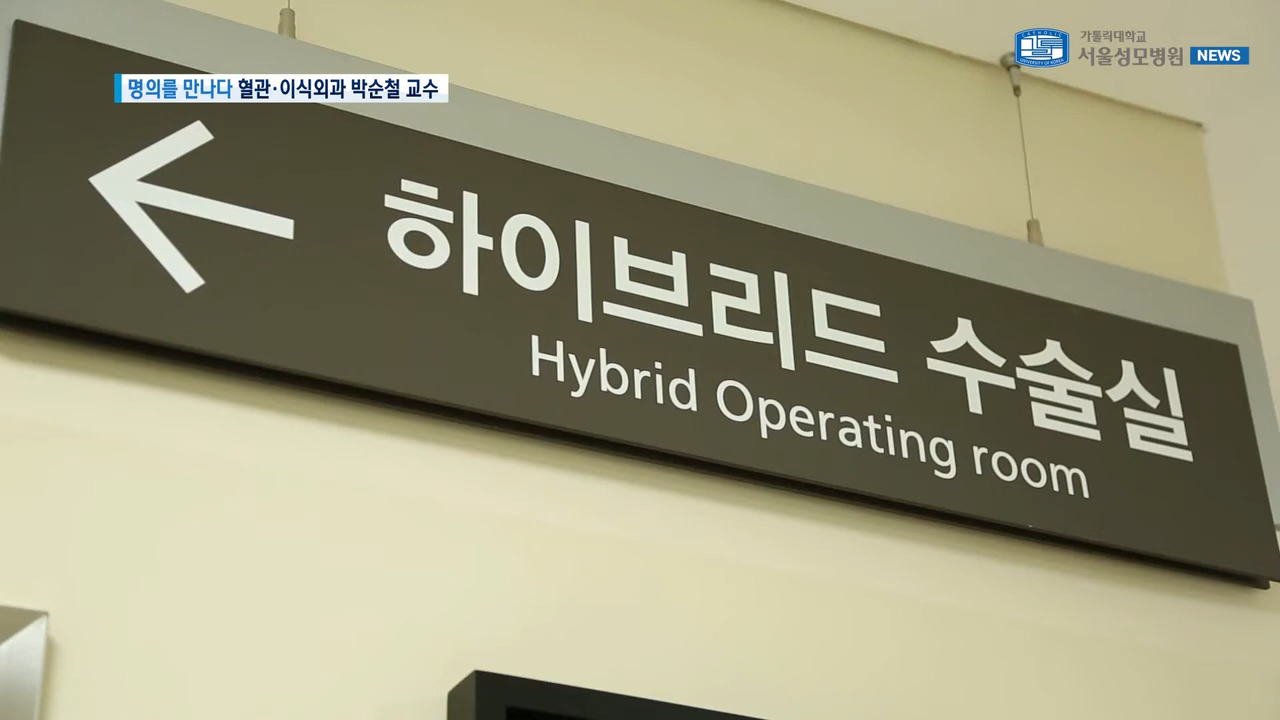 가톨릭대학교
서울성모병원 NEWS
명의를 만나다 혈관·이식외과 박순철 교수
하이브리드 수술실
Hybrid Operating room